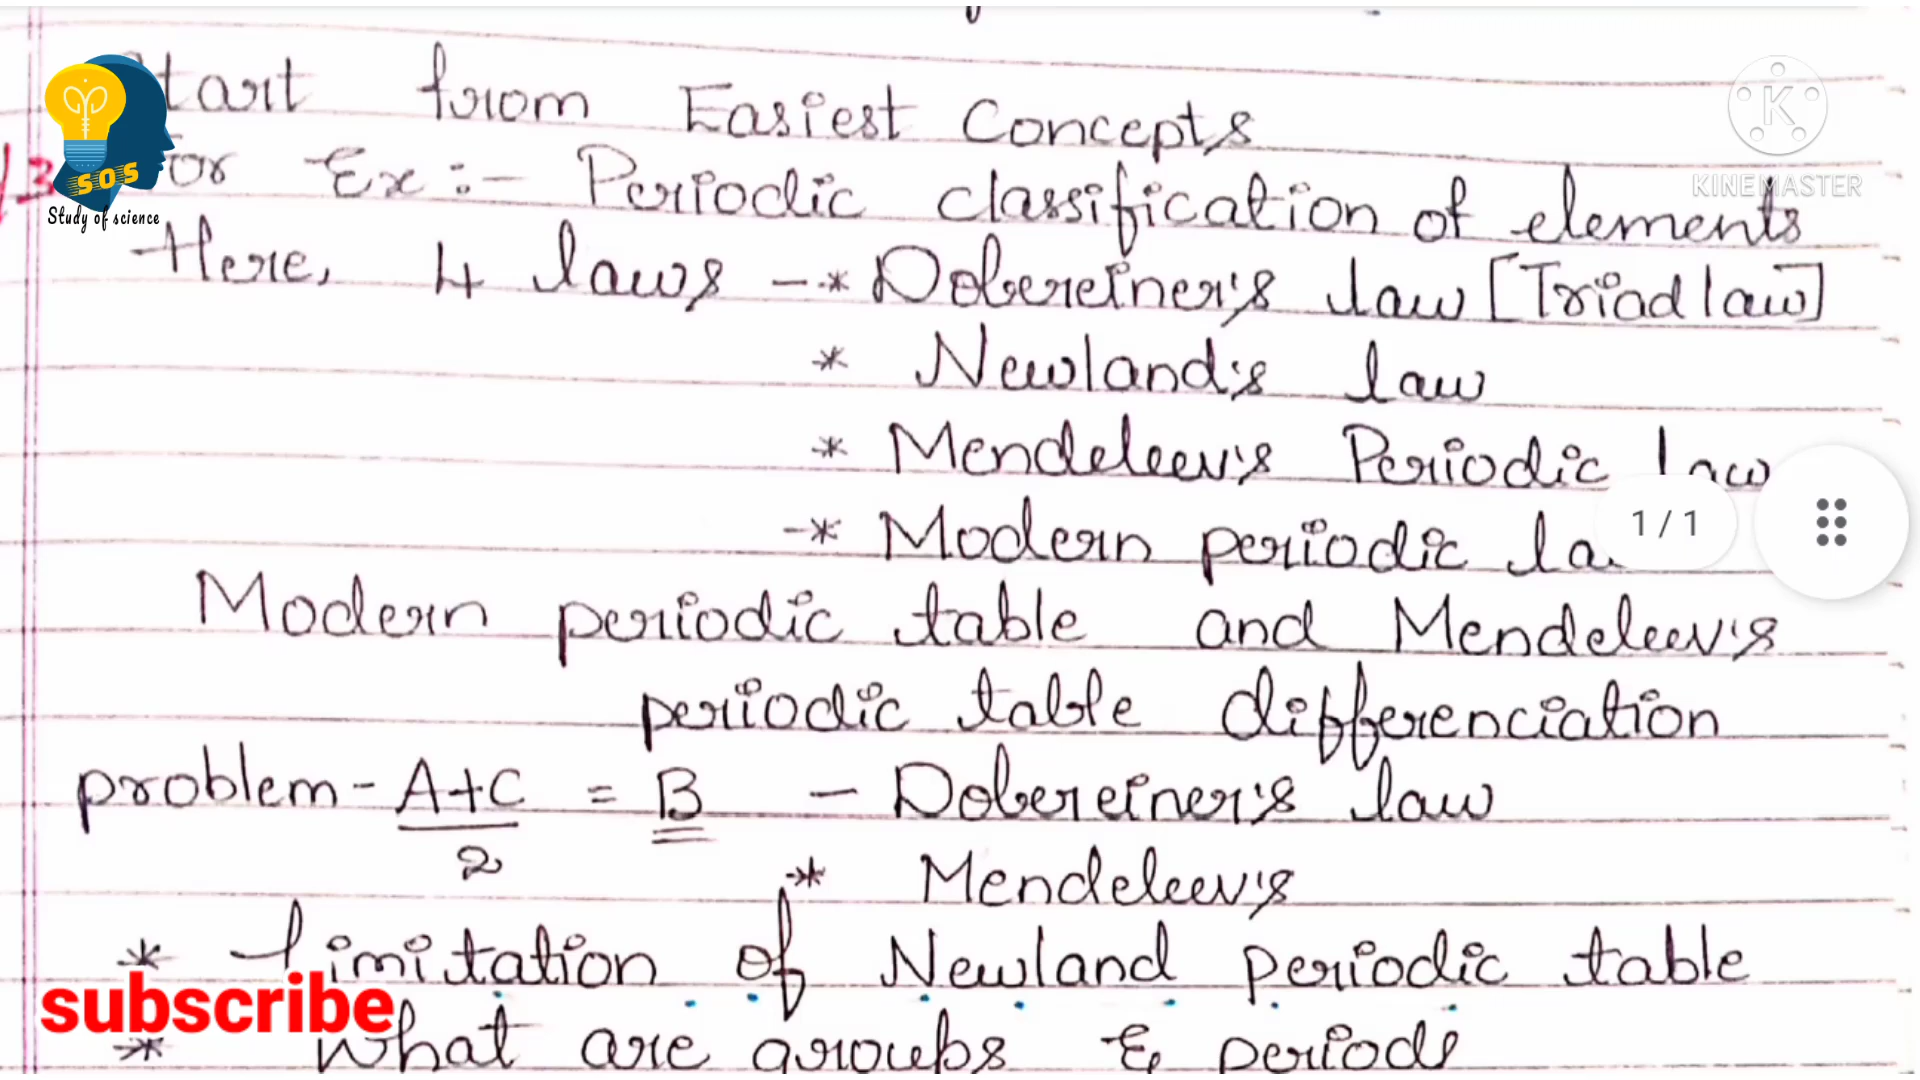 Start from Easiest Concepts
KINEMASTER
SOS
Study of science
For Ex :- Periodic classification of elements
Here, 4 laws -* Dobereiner's law [Triad law]
* Newland's law
* Mendeleev's Periodic law
1/1
-* Modern periodic la
Modern periodic table and Mendeleev's
periodic table differenciation
problem - A+C/2 = B - Dobereiner's law
-* Mendeleev's
* Limitation of Newland periodic table
subscribe
* What are groups & periods